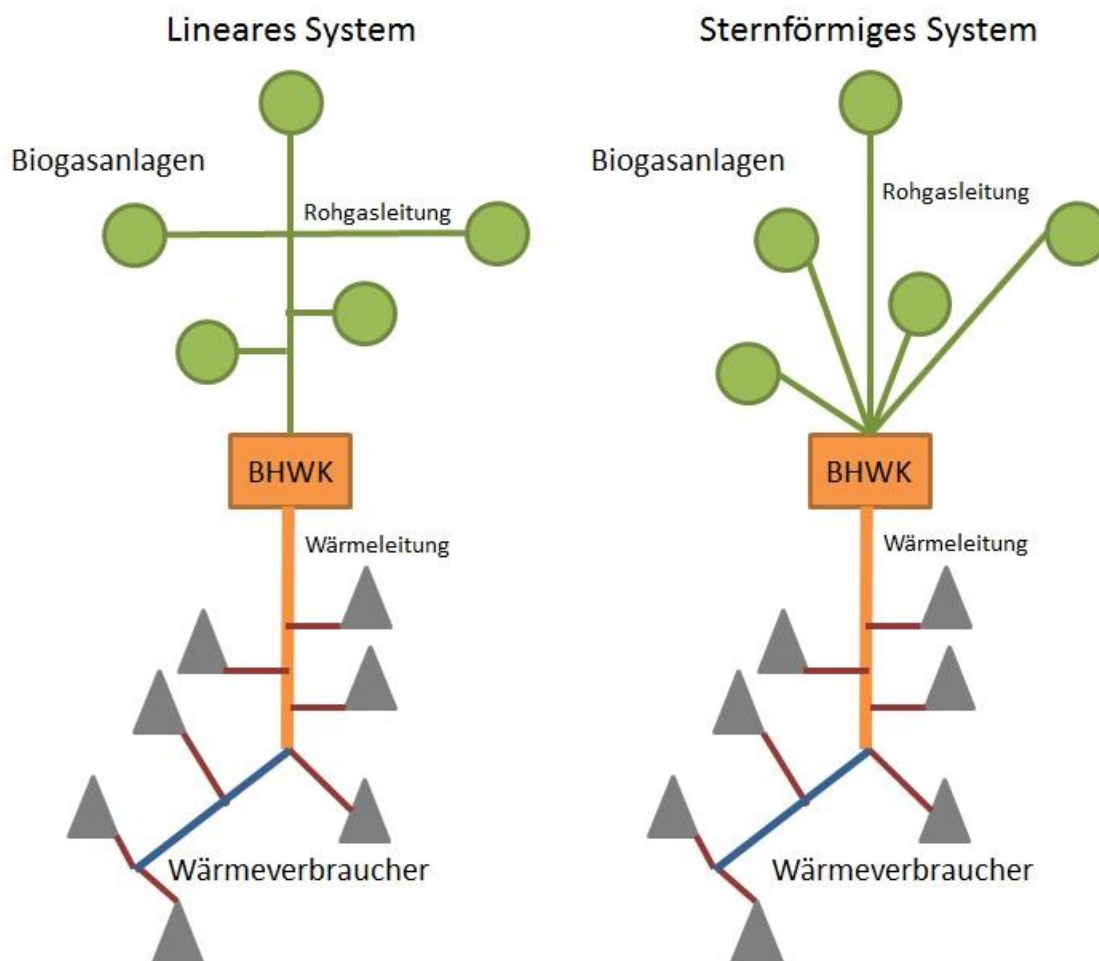 Lineares System
Sternförmiges System
Biogasanlagen
Biogasanlagen
Rohgasleitung
Rohgasleitung
BHWK
BHWK
Wärmeleitung
Wärmeleitung
Wärmeverbraucher
Wärmeverbraucher